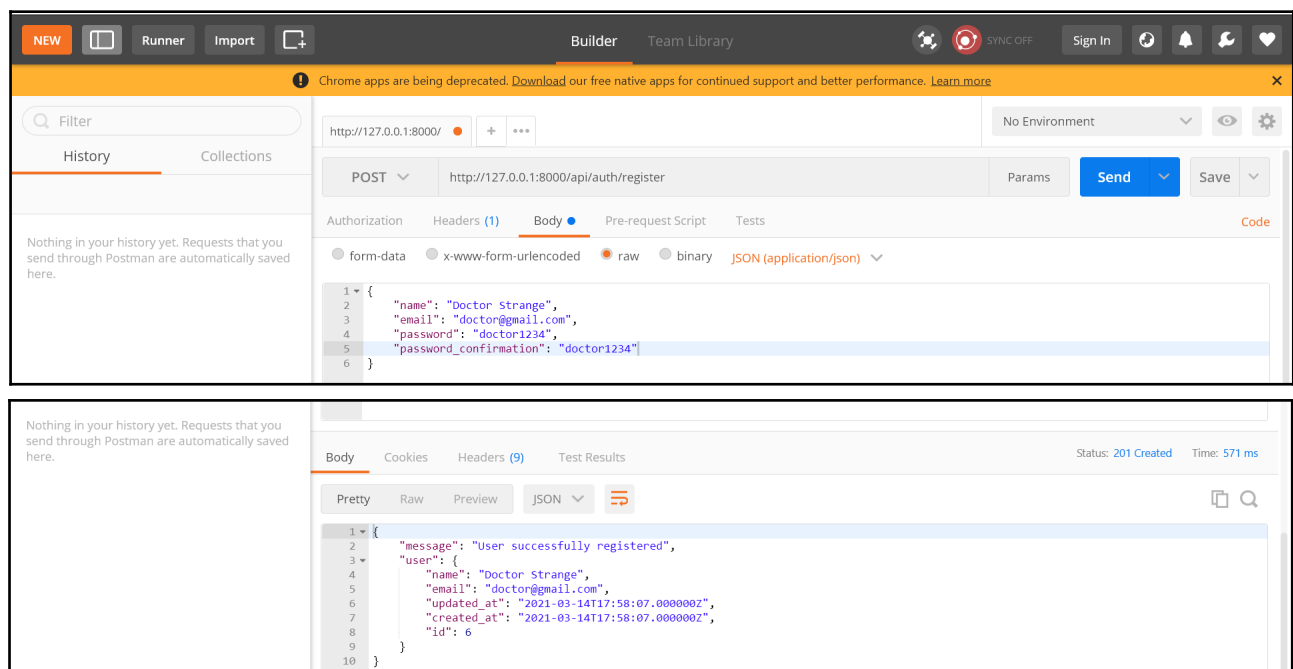 NEW Runner Import Builder Team Library SYNC OFF Sign In
Chrome apps are being deprecated. Download our free native apps for continued support and better performance. Learn more
Filter
History Collections
Nothing in your history yet. Requests that you
send through Postman are automatically saved
here.
http://127.0.0.1:8000/ + ••• No Environment
POST http://127.0.0.1:8000/api/auth/register Params Send Save
Authorization Headers (1) Body Pre-request Script Tests Code
form-data x-www-form-urlencoded raw binary JSON (application/json)
1 {
2 "name": "Doctor Strange",
3 "email": "doctor@gmail.com",
4 "password": "doctor1234",
5 "password_confirmation": "doctor1234"
6 }
Nothing in your history yet. Requests that you
send through Postman are automatically saved
here.
Body Cookies Headers (9) Test Results Status: 201 Created Time: 571 ms
Pretty Raw Preview JSON
1 {
2 "message": "User successfully registered",
3 "user": {
4 "name": "Doctor Strange",
5 "email": "doctor@gmail.com",
6 "updated_at": "2021-03-14T17:58:07.000000Z",
7 "created_at": "2021-03-14T17:58:07.000000Z",
8 "id": 6
9 }
10 }